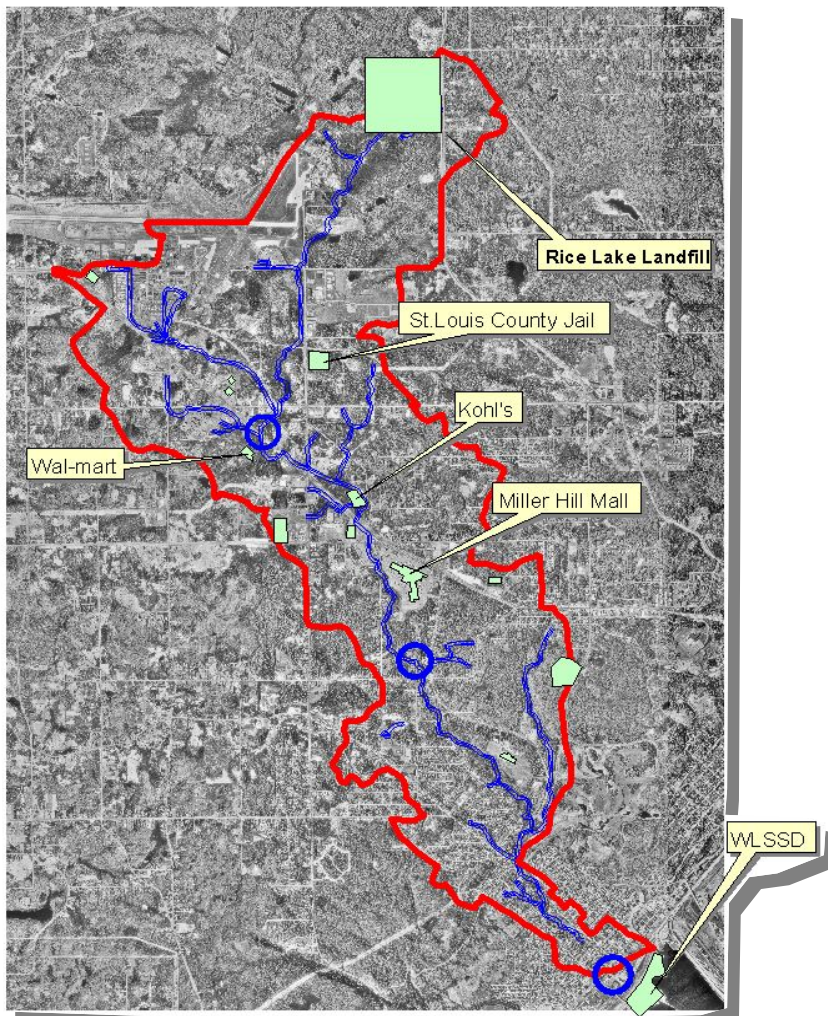 Rice Lake Landfill
St.Louis County Jail
Kohl's
Wal-mart
Miller Hill Mall
WLSSD